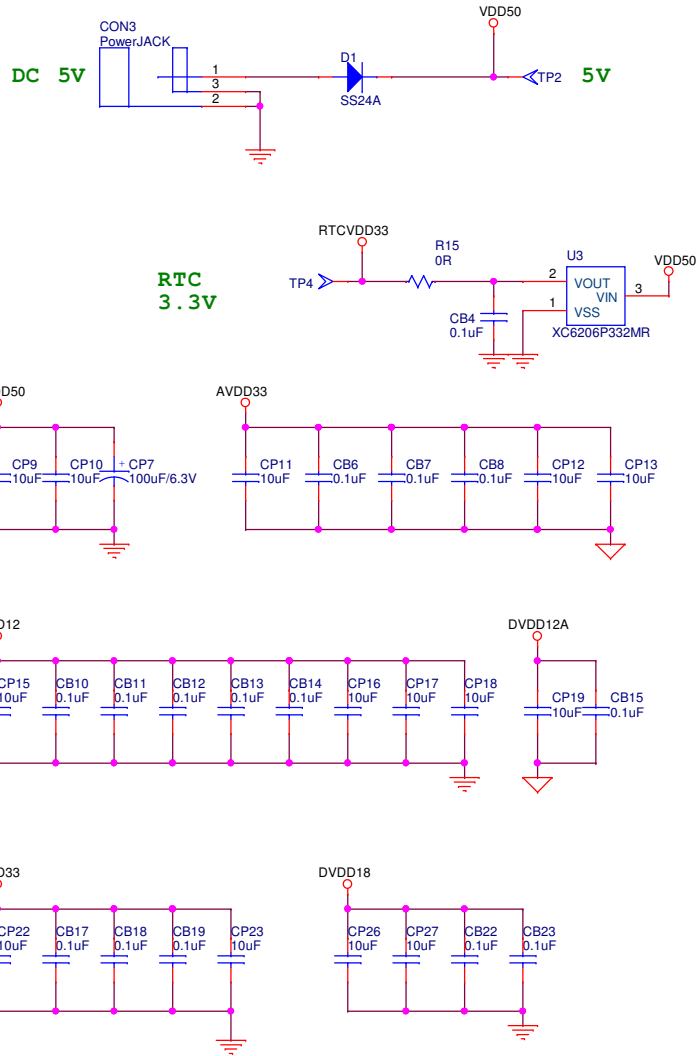 CON3
PowerJACK
DC 5V
1
3
2
D1
SS24A
VDD50
TP2
5V
RTCVDD33
R15
0R
RTC
3.3V
TP4
CB4
0.1uF
U3
2
VOUT
VIN
3
1
VSS
XC6206P332MR
VDD50
D50
CP9
10uF
CP10
10uF
+ CP7
100uF/6.3V
AVDD33
CP11
10uF
CB6
0.1uF
CB7
0.1uF
CB8
0.1uF
CP12
10uF
CP13
10uF
D12
CP15
10uF
CB10
0.1uF
CB11
0.1uF
CB12
0.1uF
CB13
0.1uF
CB14
0.1uF
CP16
10uF
CP17
10uF
CP18
10uF
DVDD12A
CP19
10uF
CB15
0.1uF
D33
CP22
10uF
CB17
0.1uF
CB18
0.1uF
CB19
0.1uF
CP23
10uF
DVDD18
CP26
10uF
CP27
10uF
CB22
0.1uF
CB23
0.1uF